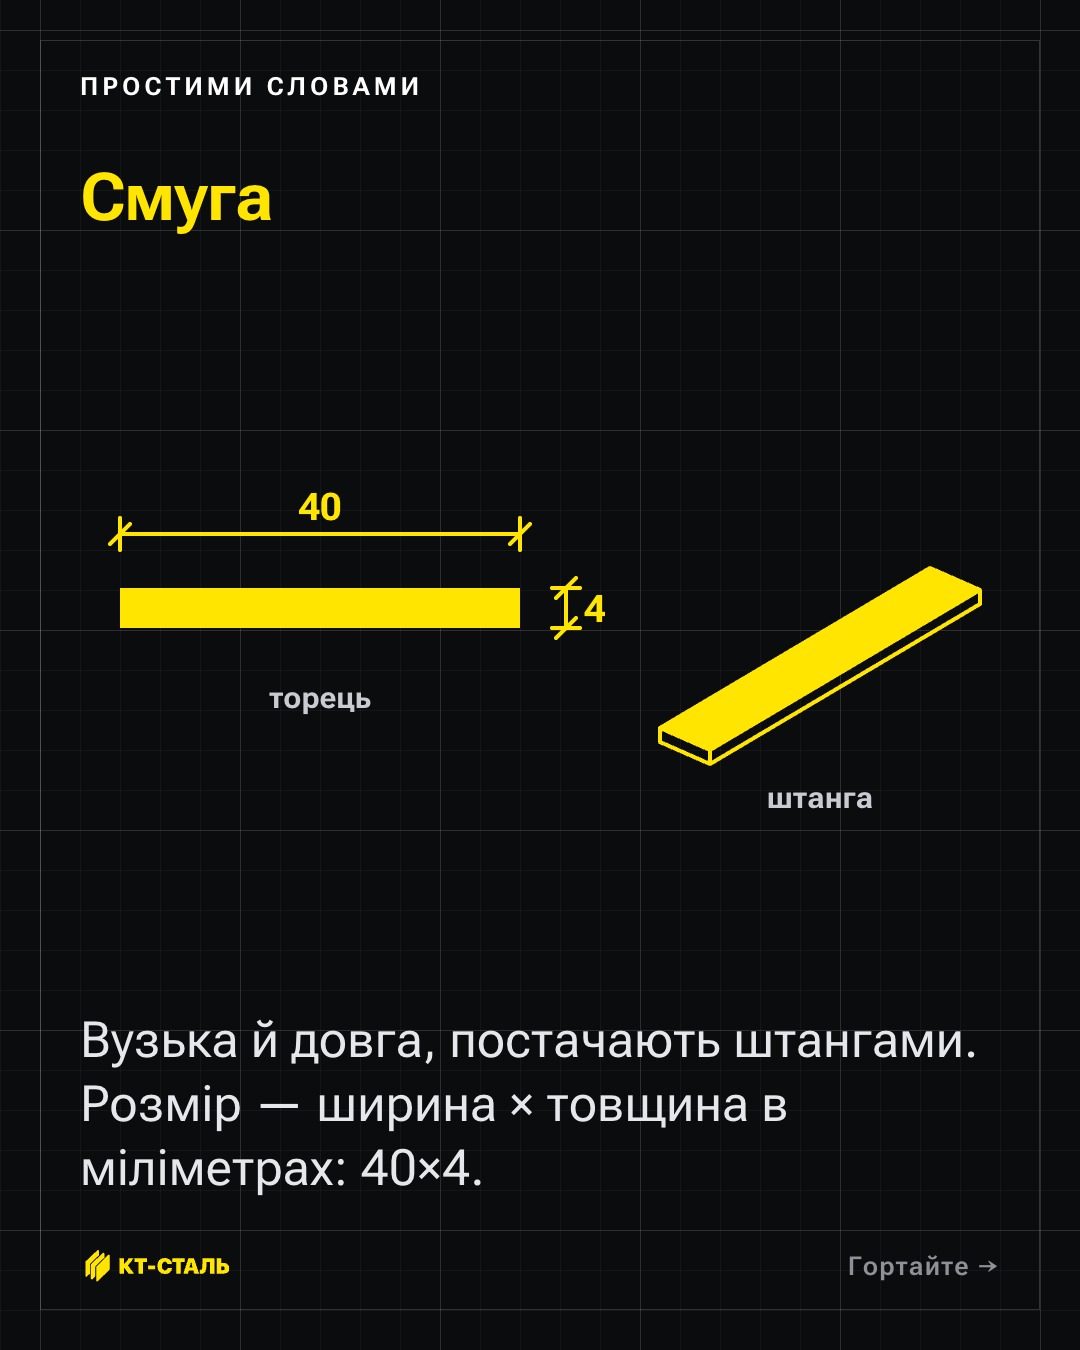 ПРОСТИМИ СЛОВАМИ
Смуга
40
4
торець
штанга
Вузька й довга, постачають штангами.
Розмір — ширина × товщина в
міліметрах: 40×4.
КТ-СТАЛЬ
Гортайте →